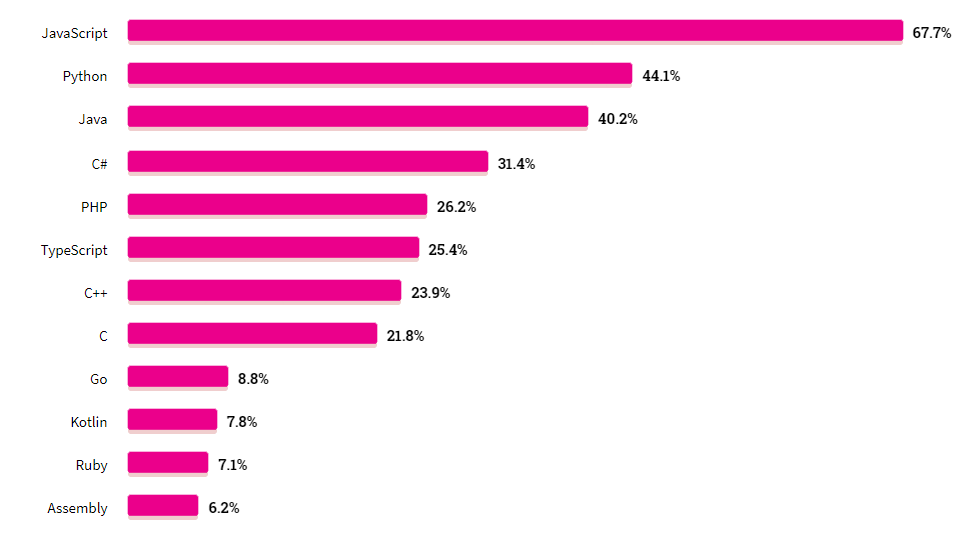 JavaScript 67.7%
Python 44.1%
Java 40.2%
C# 31.4%
PHP 26.2%
TypeScript 25.4%
C++ 23.9%
C 21.8%
Go 8.8%
Kotlin 7.8%
Ruby 7.1%
Assembly 6.2%